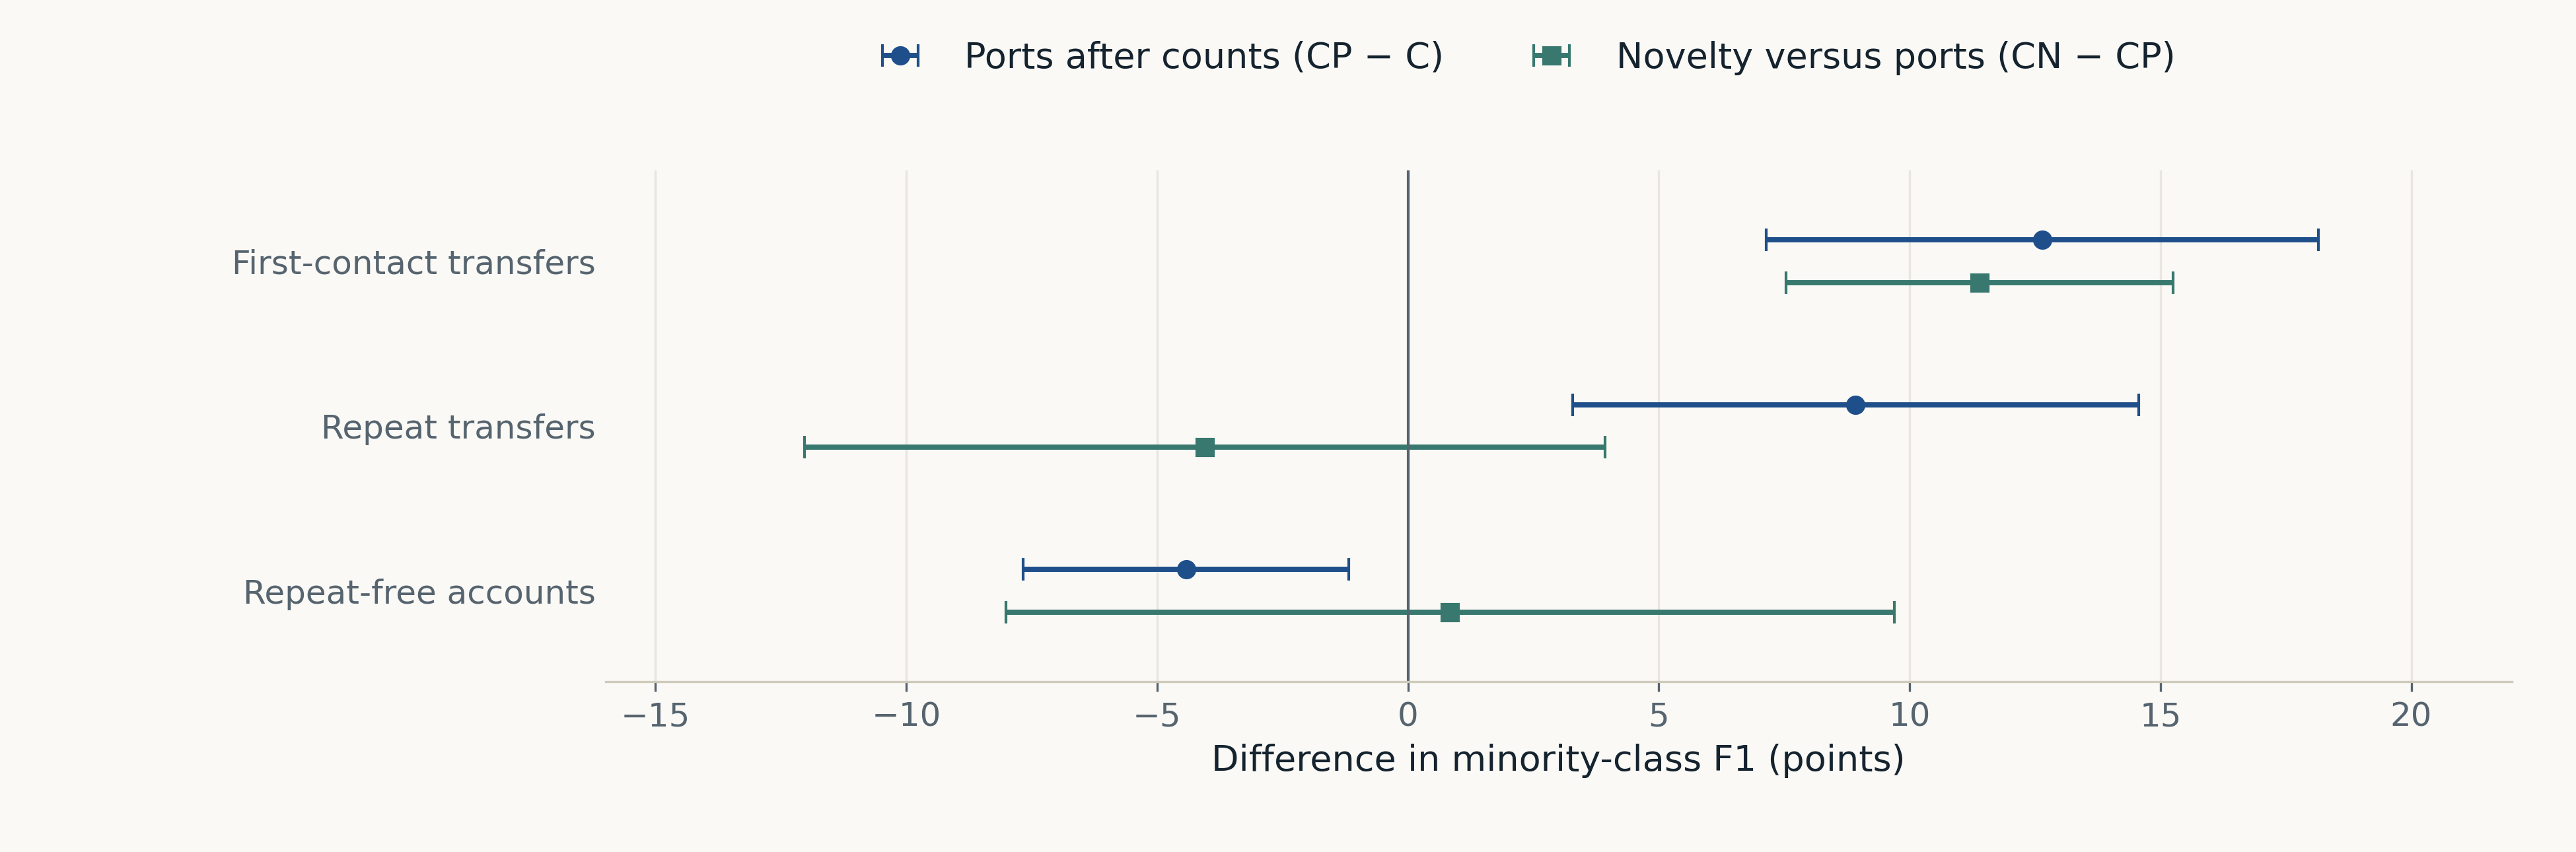 Ports after counts (CP − C)
Novelty versus ports (CN − CP)
First-contact transfers
Repeat transfers
Repeat-free accounts
−15
−10
−5
0
5
10
15
20
Difference in minority-class F1 (points)